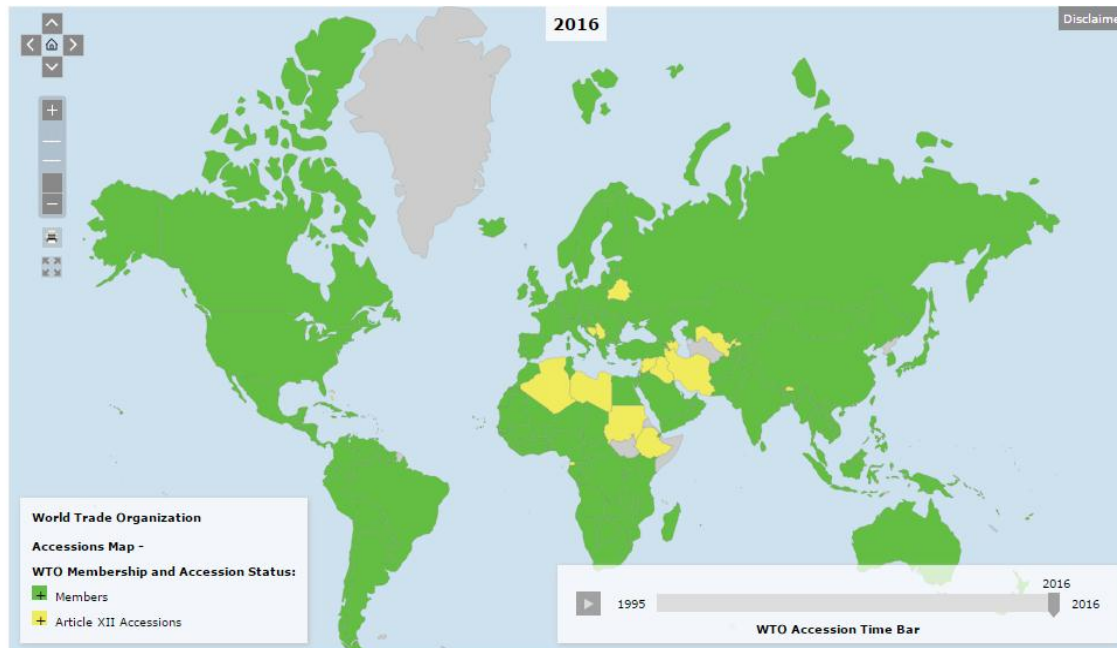 2016
Disclaime
World Trade Organization
Accessions Map -
WTO Membership and Accession Status:
+ Members
+ Article XII Accessions
2016
1995
2016
WTO Accession Time Bar